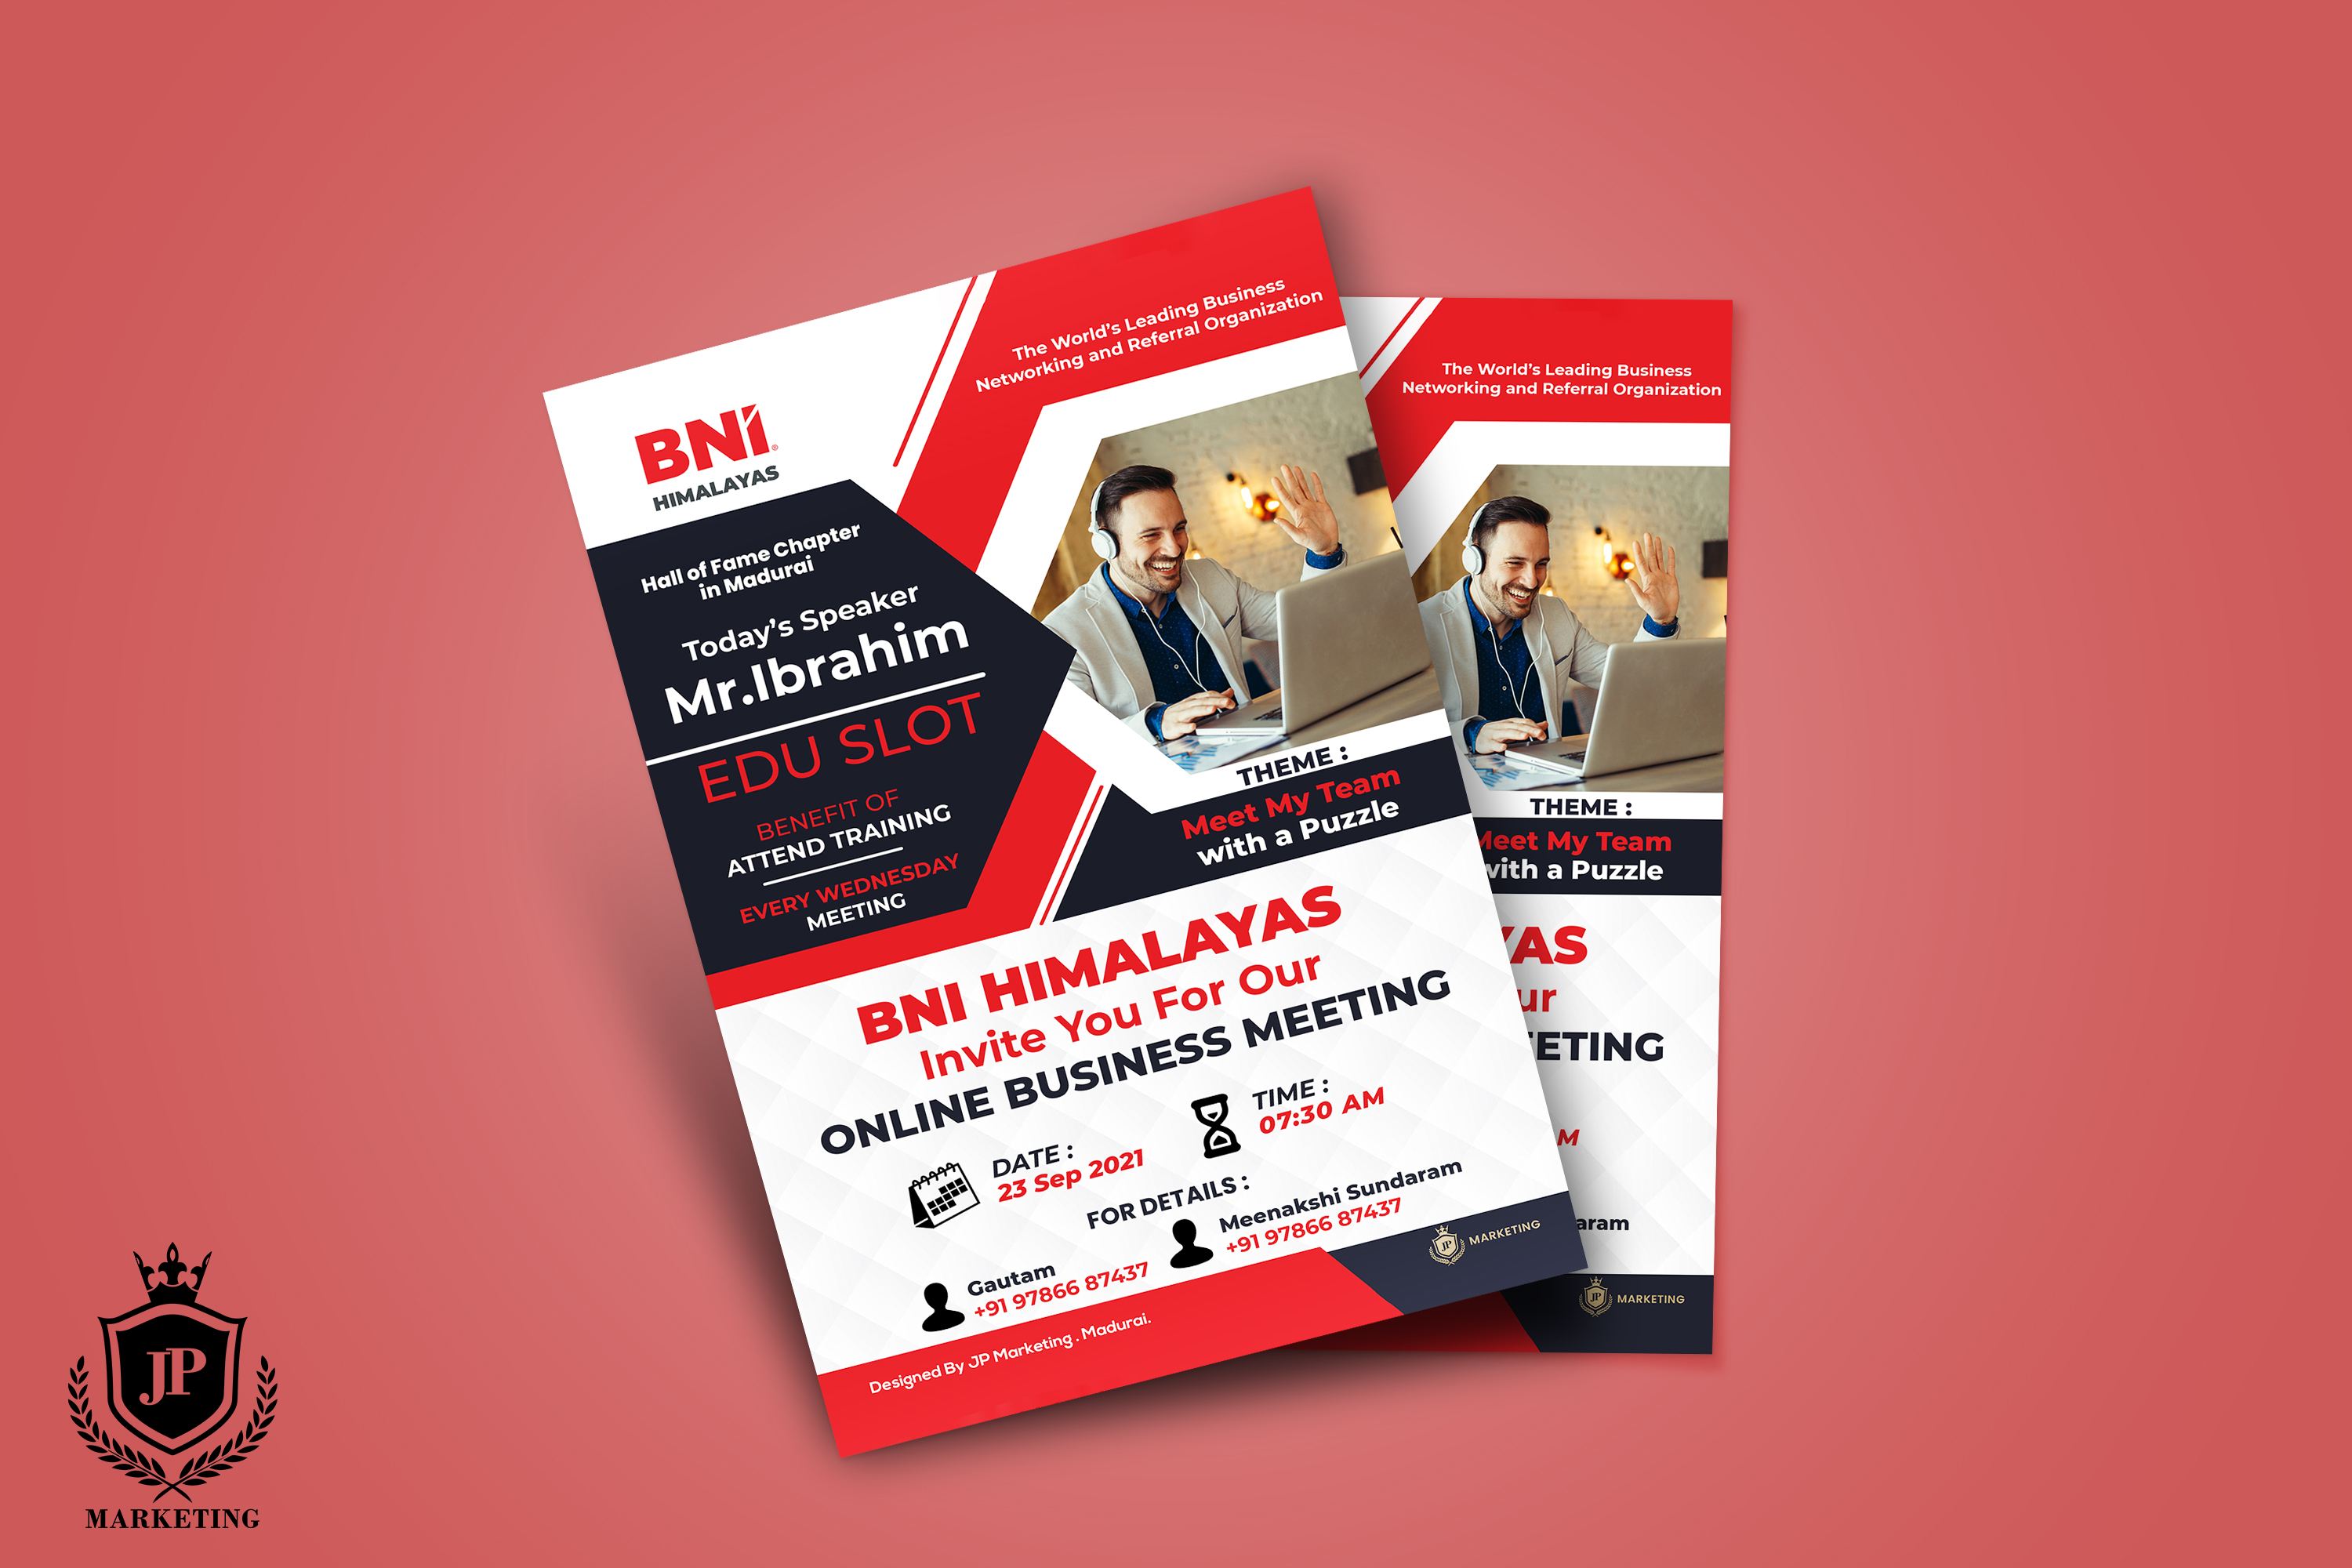 The World's Leading Business
Networking and Referral Organization
BNI®
HIMALAYAS
Hall of Fame Chapter
in Madurai
Today's Speaker
Mr.Ibrahim
EDU SLOT
BENEFIT OF
ATTEND TRAINING
EVERY WEDNESDAY
MEETING
THEME :
Meet My Team
with a Puzzle
BNI HIMALAYAS
Invite You For Our
ONLINE BUSINESS MEETING
DATE :
23 Sep 2021
TIME :
07:30 AM
FOR DETAILS :
Gautam
+91 97866 87437
Meenakshi Sundaram
+91 97866 87437
JP MARKETING
Designed By JP Marketing . Madurai.
The World's Leading Business
Networking and Referral Organization
THEME :
Meet My Team
with a Puzzle
YAS
ur
ETING
M
aram
JP MARKETING
JP
MARKETING